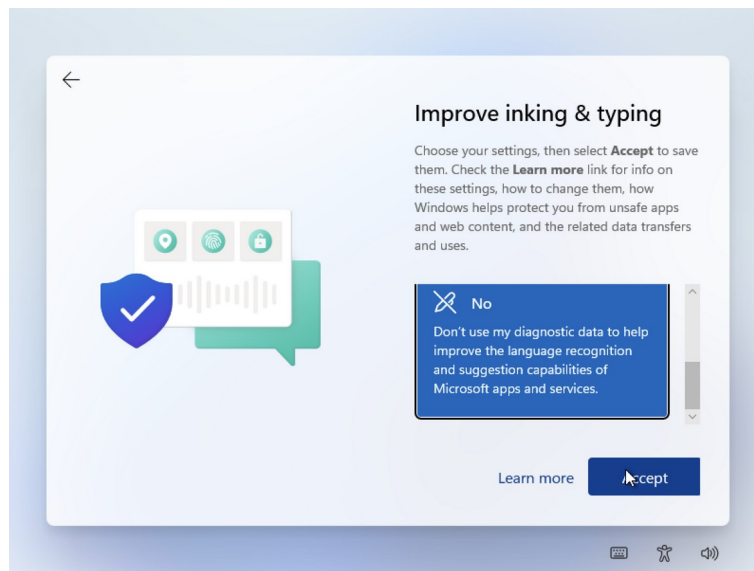 Improve inking & typing
Choose your settings, then select Accept to save
them. Check the Learn more link for info on
these settings, how to change them, how
Windows helps protect you from unsafe apps
and web content, and the related data transfers
and uses.
No
Don't use my diagnostic data to help
improve the language recognition
and suggestion capabilities of
Microsoft apps and services.
Learn more
Accept